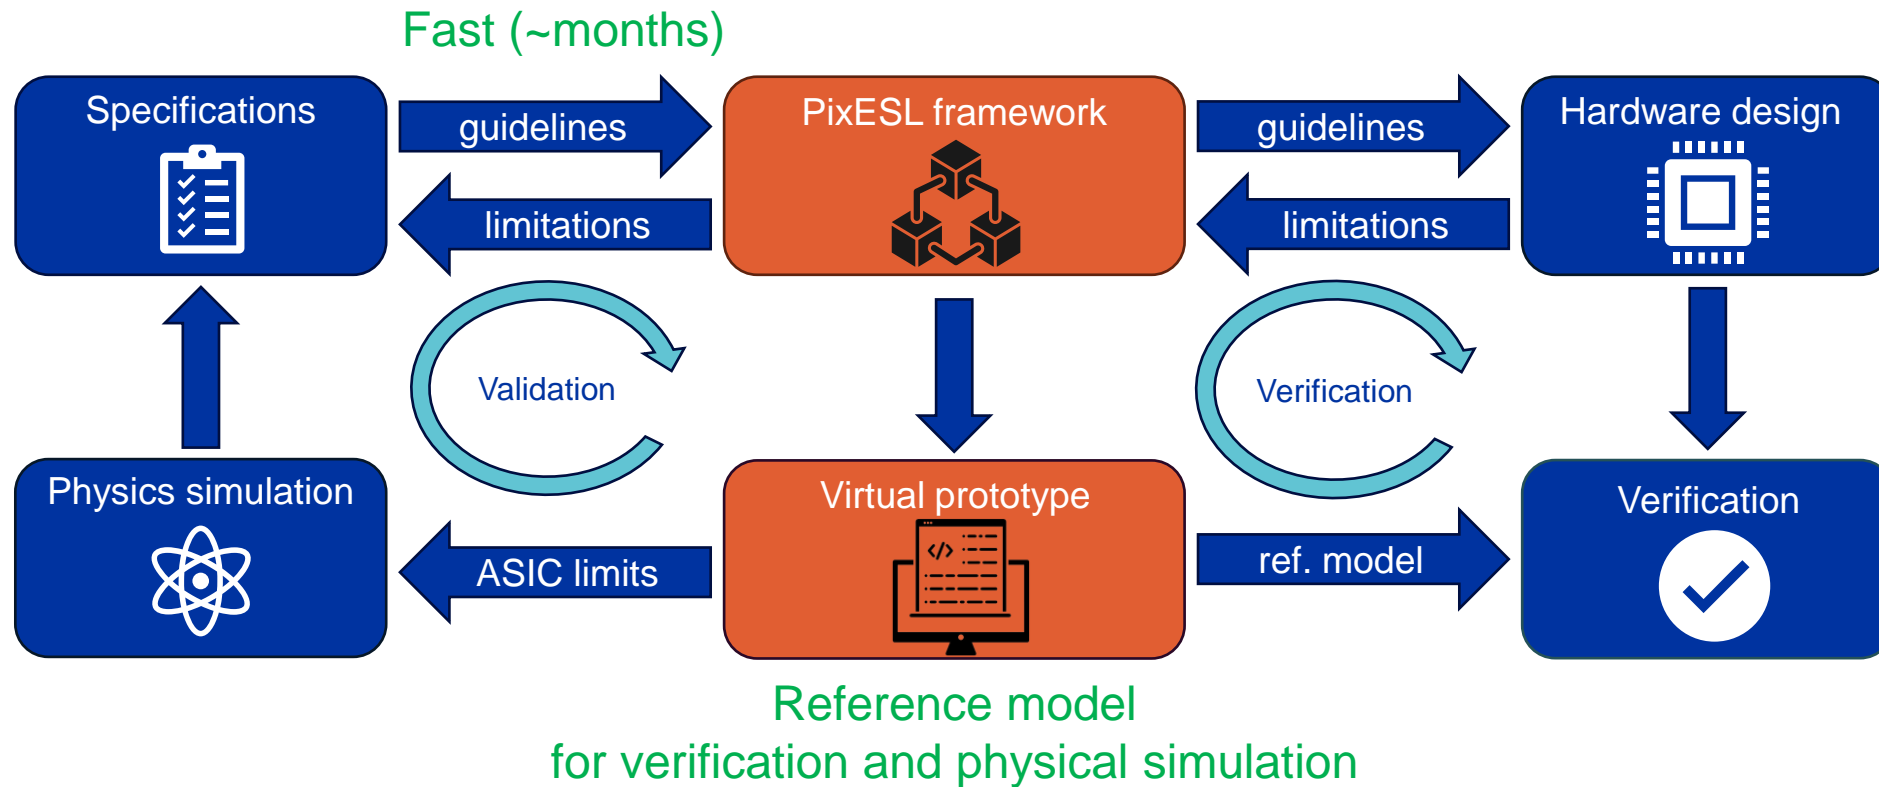 Fast (~months)
Specifications
guidelines
PixESL framework
guidelines
Hardware design
limitations
limitations
Validation
Verification
Physics simulation
ASIC limits
Virtual prototype
</>
ref. model
Verification
Reference model
for verification and physical simulation